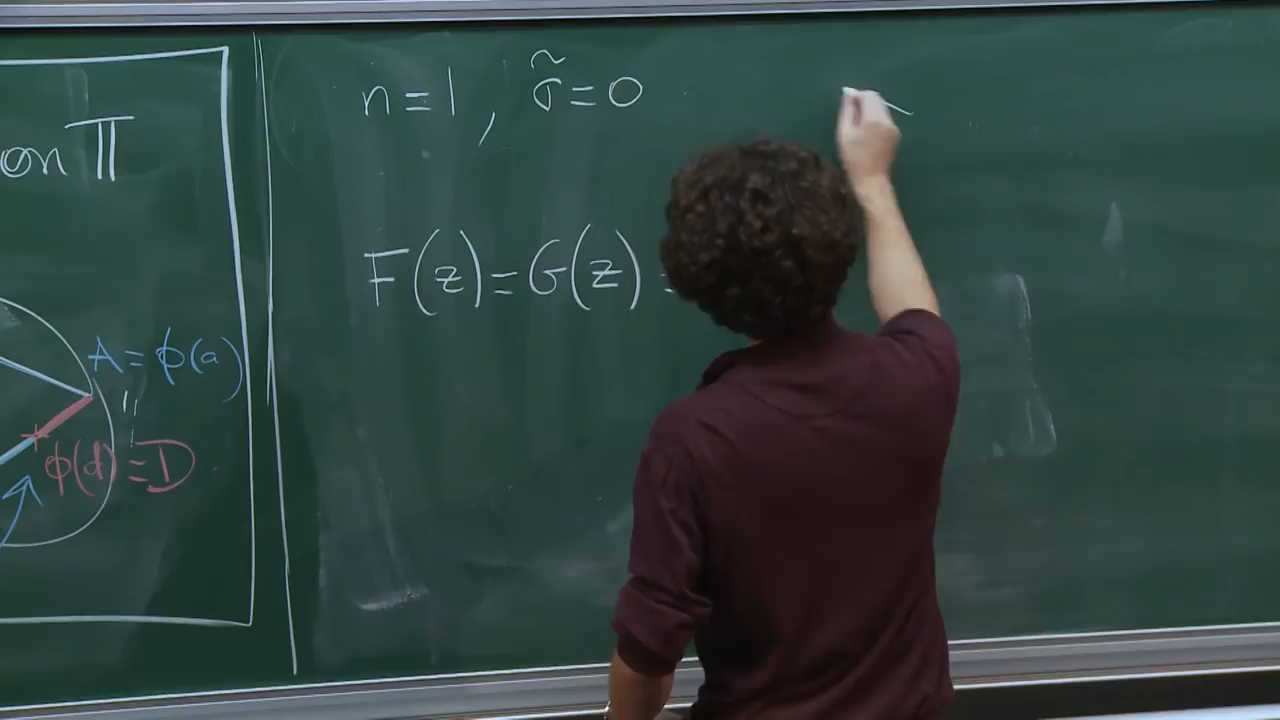 on Π
A = ϕ(a)
=
ϕ(d) = D
n = 1 , σ̃ = 0
F(z) = G(z) =